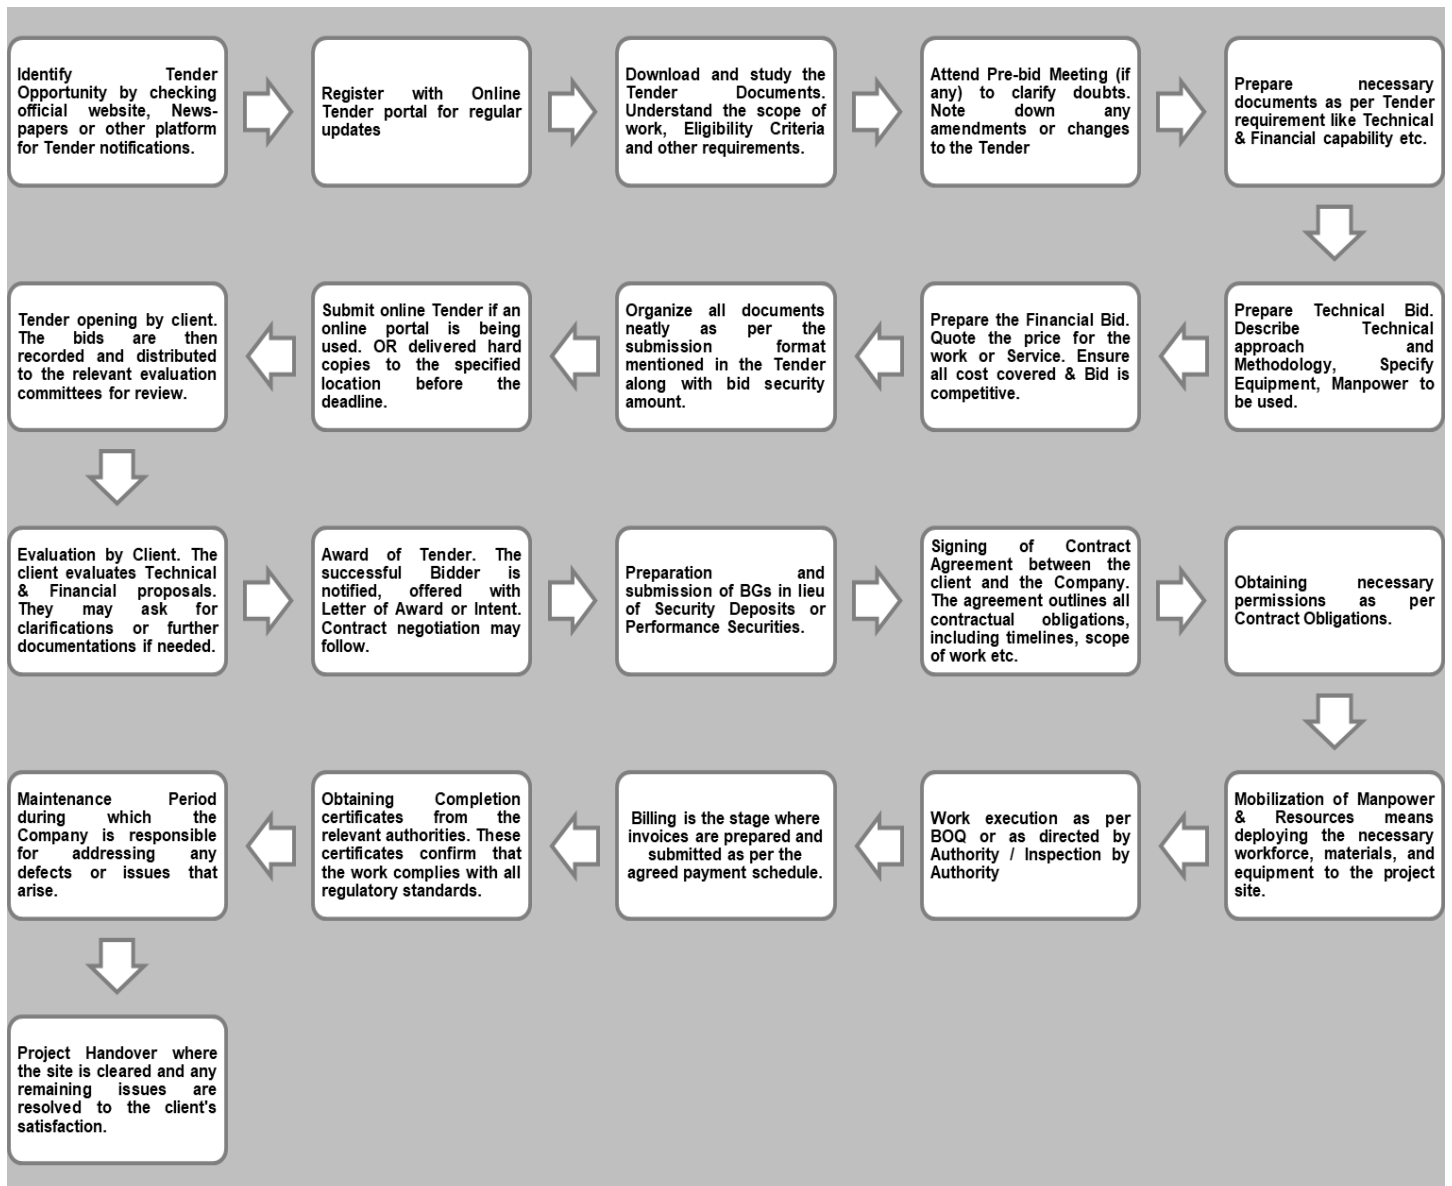 Identify Tender
Opportunity by checking
official website, News-
papers or other platform
for Tender notifications.
Register with Online
Tender portal for regular
updates
Download and study the
Tender Documents.
Understand the scope of
work, Eligibility Criteria
and other requirements.
Attend Pre-bid Meeting (if
any) to clarify doubts.
Note down any
amendments or changes
to the Tender
Prepare necessary
documents as per Tender
requirement like Technical
& Financial capability etc.
Prepare Technical Bid.
Describe Technical
approach and
Methodology, Specify
Equipment, Manpower to
be used.
Prepare the Financial Bid.
Quote the price for the
work or Service. Ensure
all cost covered & Bid is
competitive.
Organize all documents
neatly as per the
submission format
mentioned in the Tender
along with bid security
amount.
Submit online Tender if an
online portal is being
used. OR delivered hard
copies to the specified
location before the
deadline.
Tender opening by client.
The bids are then
recorded and distributed
to the relevant evaluation
committees for review.
Evaluation by Client. The
client evaluates Technical
& Financial proposals.
They may ask for
clarifications or further
documentations if needed.
Award of Tender. The
successful Bidder is
notified, offered with
Letter of Award or Intent.
Contract negotiation may
follow.
Preparation and
submission of BGs in lieu
of Security Deposits or
Performance Securities.
Signing of Contract
Agreement between the
client and the Company.
The agreement outlines all
contractual obligations,
including timelines, scope
of work etc.
Obtaining necessary
permissions as per
Contract Obligations.
Mobilization of Manpower
& Resources means
deploying the necessary
workforce, materials, and
equipment to the project
site.
Work execution as per
BOQ or as directed by
Authority / Inspection by
Authority
Billing is the stage where
invoices are prepared and
submitted as per the
agreed payment schedule.
Obtaining Completion
certificates from the
relevant authorities. These
certificates confirm that
the work complies with all
regulatory standards.
Maintenance Period
during which the
Company is responsible
for addressing any
defects or issues that
arise.
Project Handover where
the site is cleared and any
remaining issues are
resolved to the client's
satisfaction.